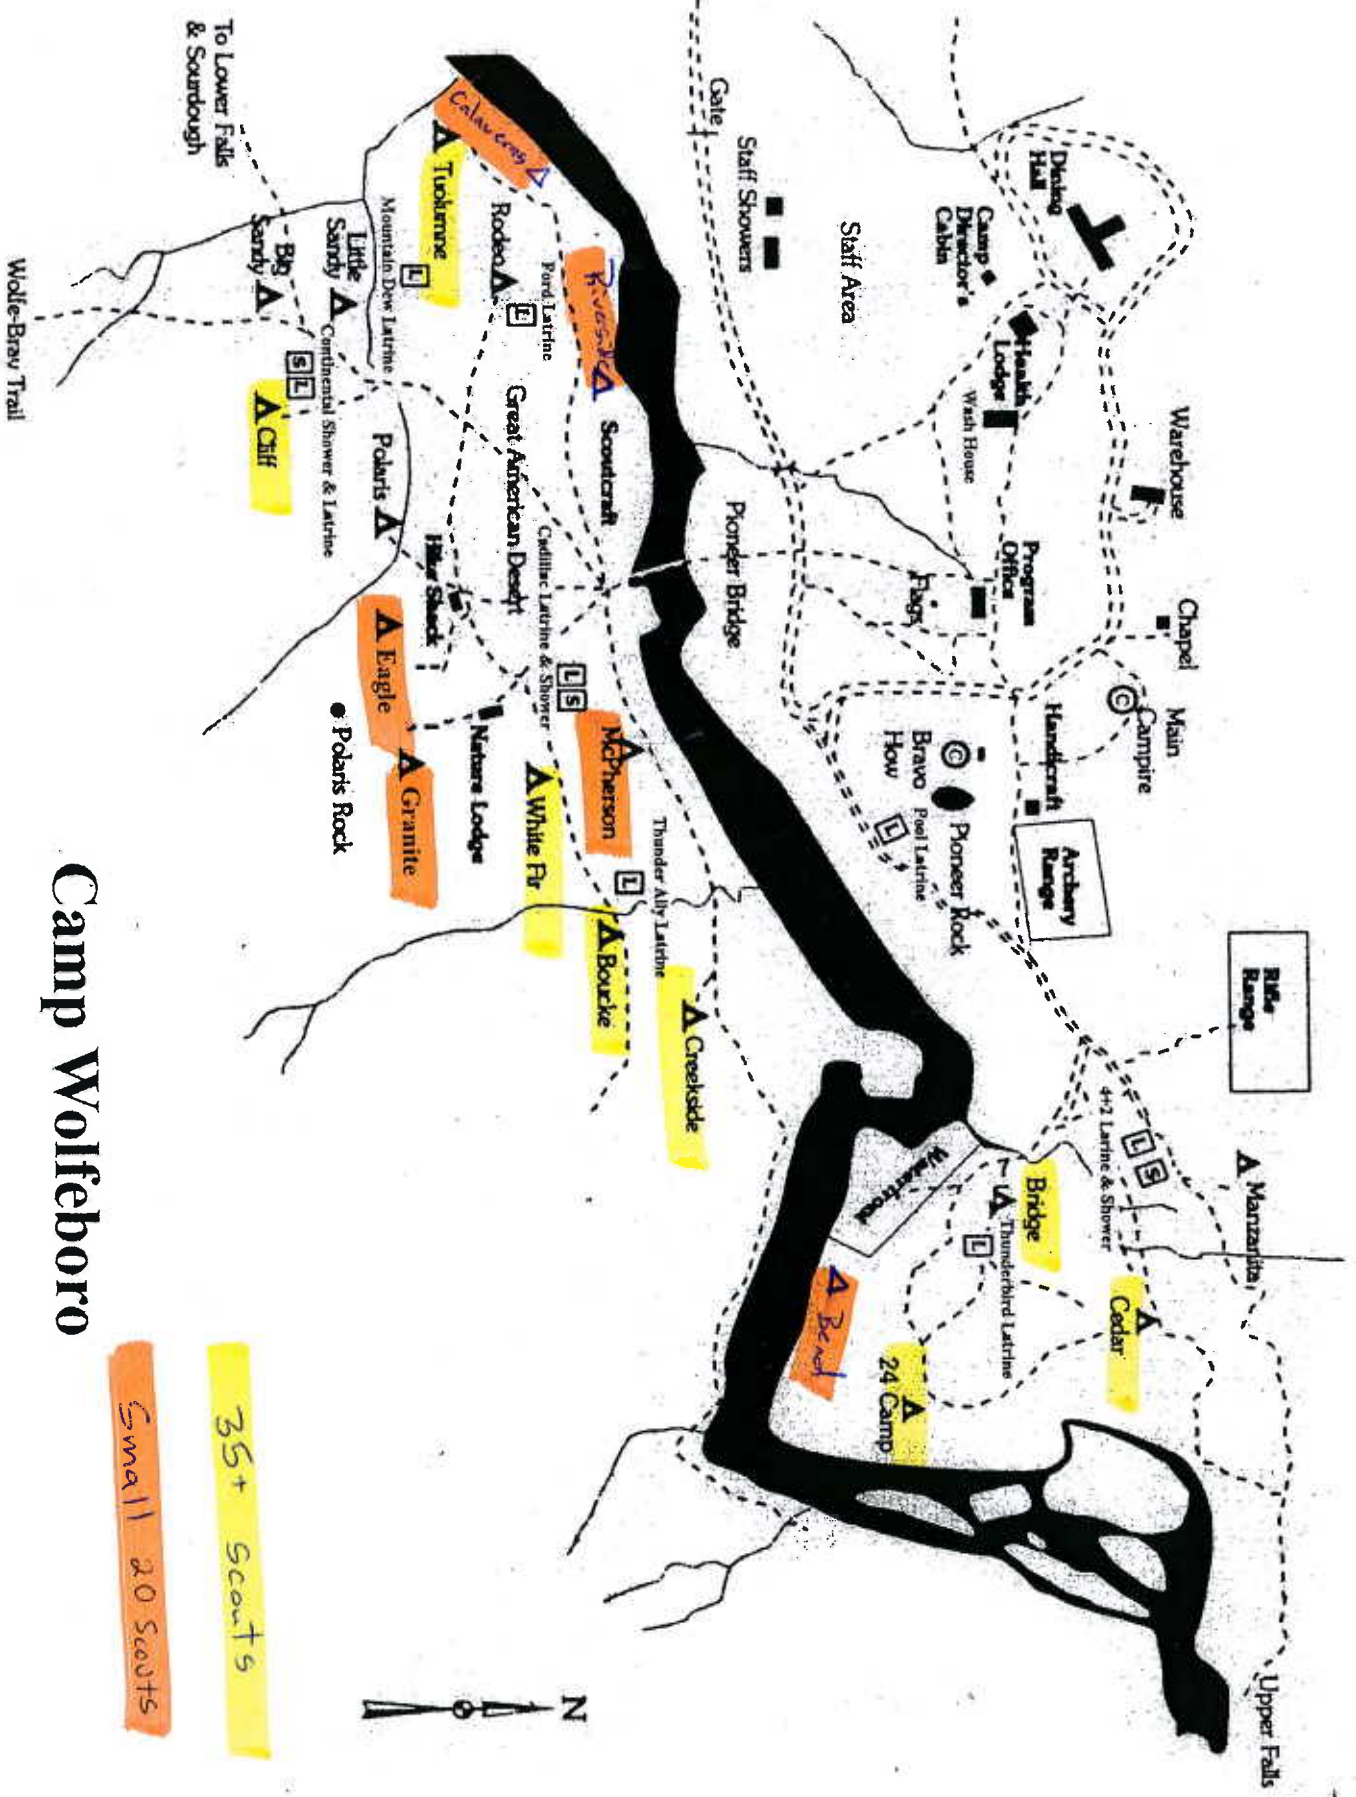 Upper Falls
Rifle
Range
Manzanita
Warehouse
Chapel
Main
Campire
4+2 Larine & Shower
L S
Cedar
Dining
Hall
Camp
Director's
Cabin
Health
Lodge
Wash House
Program
Office
Handicraft
Archery
Range
Bridge
Thunderbird Latrine
L
24 Camp
Flags
C
C
Pioneer Rock
Bravo
How
Pool Latrine
L
Waterfront
Bend
Staff Area
Staff Showers
Gate
Pioneer Bridge
Calaveras
Riverside
Scoutcraft
McPherson
Thunder Ally Latrine
L
Creekside
Boucke
Rodeo
Ford Latrine
L
Great American Desert
Cadillac Latrine & Shower
L S
White Fir
Tuolumne
L
Mountain Dew Latrine
Hike Shack
Nature Lodge
Little
Sandy
Polaris
Eagle
Granite
Polaris Rock
Big
Sandy
Continental Shower & Latrine
S L
Cliff
To Lower Falls
& Sourdough
Wolfe-Bray Trail
N
Camp Wolfeboro
35+ Scouts
Small 20 Scouts